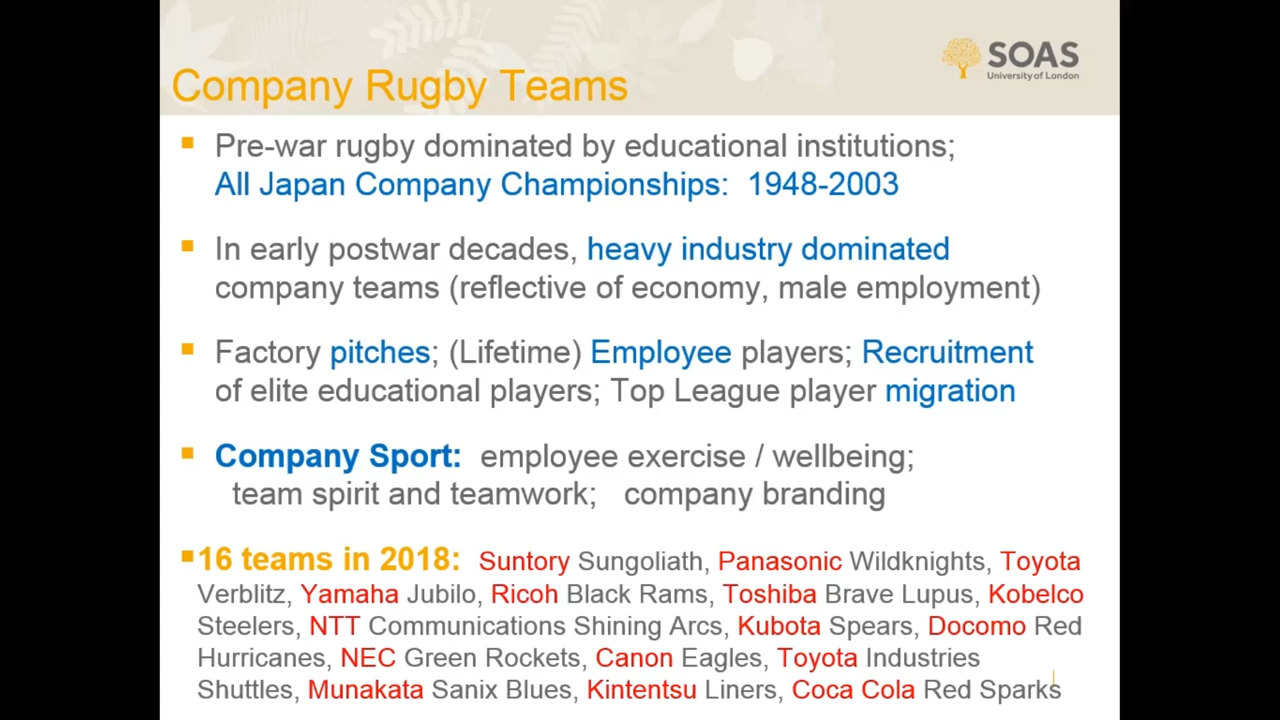 SOAS
University of London
Company Rugby Teams
Pre-war rugby dominated by educational institutions;
All Japan Company Championships: 1948-2003
In early postwar decades, heavy industry dominated
company teams (reflective of economy, male employment)
Factory pitches; (Lifetime) Employee players; Recruitment
of elite educational players; Top League player migration
Company Sport: employee exercise / wellbeing;
team spirit and teamwork; company branding
16 teams in 2018: Suntory Sungoliath, Panasonic Wildknights, Toyota
Verblitz, Yamaha Jubilo, Ricoh Black Rams, Toshiba Brave Lupus, Kobelco
Steelers, NTT Communications Shining Arcs, Kubota Spears, Docomo Red
Hurricanes, NEC Green Rockets, Canon Eagles, Toyota Industries
Shuttles, Munakata Sanix Blues, Kintentsu Liners, Coca Cola Red Sparks